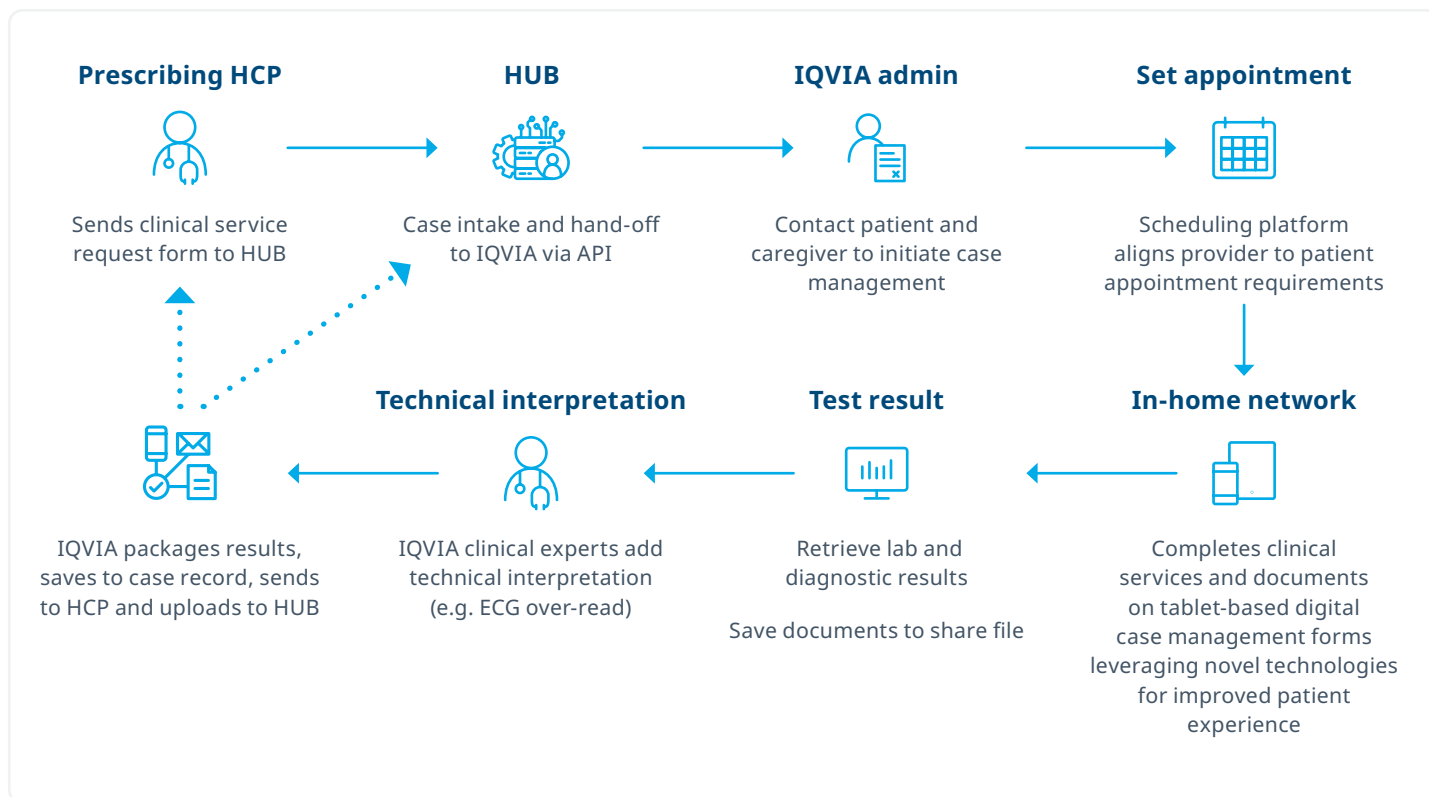 Prescribing HCP
Sends clinical service
request form to HUB
HUB
Case intake and hand-off
to IQVIA via API
IQVIA admin
Contact patient and
caregiver to initiate case
management
Set appointment
Scheduling platform
aligns provider to patient
appointment requirements
In-home network
Completes clinical
services and documents
on tablet-based digital
case management forms
leveraging novel technologies
for improved patient
experience
Test result
Retrieve lab and
diagnostic results
Save documents to share file
Technical interpretation
IQVIA clinical experts add
technical interpretation
(e.g. ECG over-read)
IQVIA packages results,
saves to case record, sends
to HCP and uploads to HUB